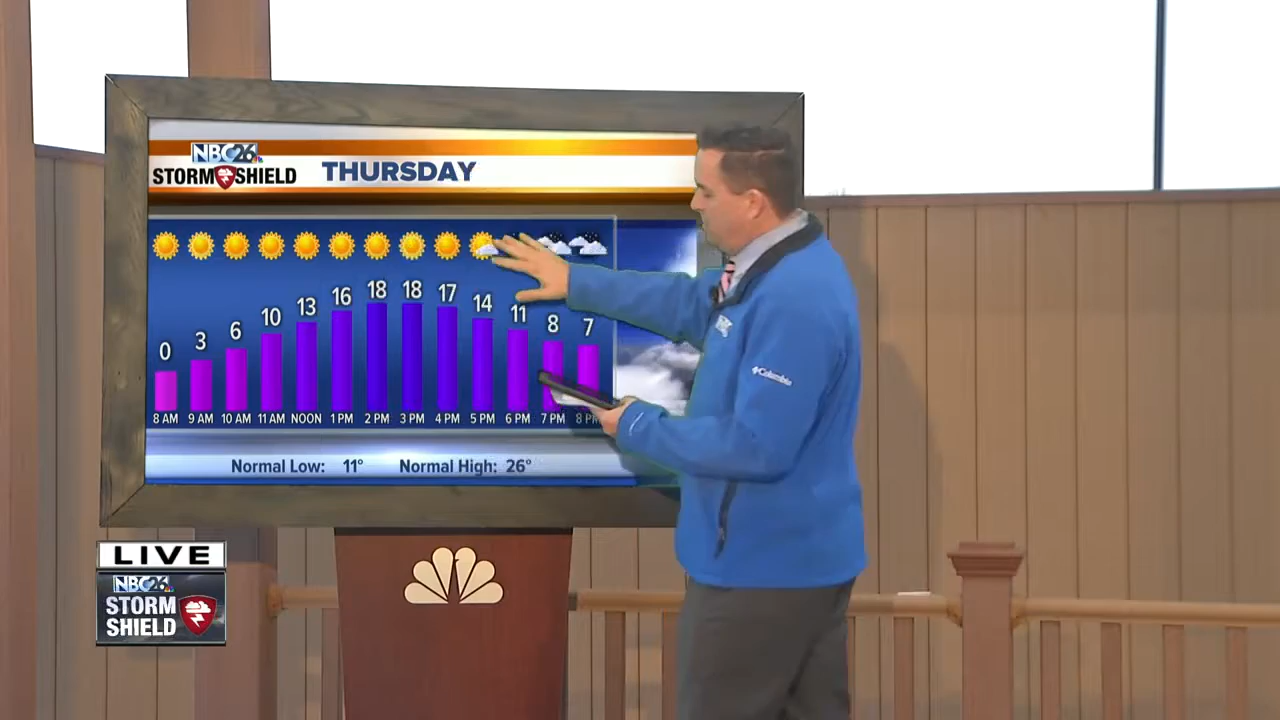 NBC26
STORM SHIELD
THURSDAY
0 3 6 10 13 16 18 18 17 14 11 8 7
8 AM 9 AM 10 AM 11 AM NOON 1 PM 2 PM 3 PM 4 PM 5 PM 6 PM 7 PM 8 PM
Normal Low: 11° Normal High: 26°
Columbia
LIVE
NBC26
STORM
SHIELD